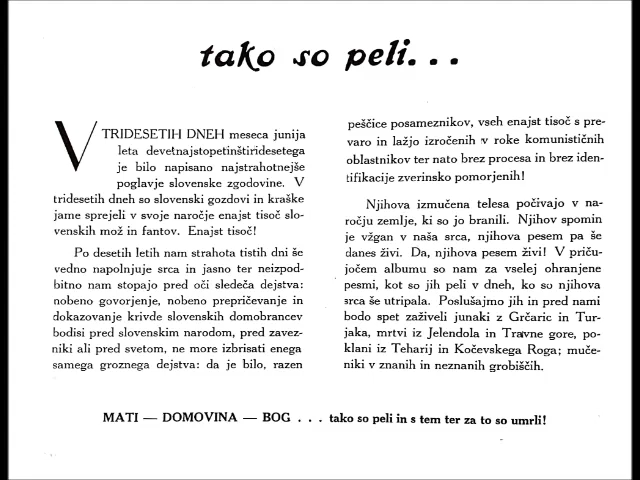 tako so peli...
V TRIDESETIH DNEH meseca junija
leta devetnajstopetinštiridesetega
je bilo napisano najstrahotnejše
poglavje slovenske zgodovine. V
tridesetih dneh so slovenski gozdovi in kraške
jame sprejeli v svoje naročje enajst tisoč slo-
venskih mož in fantov. Enajst tisoč!
Po desetih letih nam strahota tistih dni še
vedno napolnjuje srca in jasno ter neizpod-
bitno nam stopajo pred oči sledeča dejstva:
nobeno govorjenje, nobeno prepričevanje in
dokazovanje krivde slovenskih domobrancev
bodisi pred slovenskim narodom, pred zavez-
niki ali pred svetom, ne more izbrisati enega
samega groznega dejstva: da je bilo, razen
peščice posameznikov, vseh enajst tisoč s pre-
varo in lažjo izročenih v roke komunističnih
oblastnikov ter nato brez procesa in brez iden-
tifikacije zverinsko pomorjenih!
Njihova izmučena telesa počivajo v na-
ročju zemlje, ki so jo branili. Njihov spomin
je vžgan v naša srca, njihova pesem pa še
danes živi. Da, njihova pesem živi! V priču-
jočem albumu so nam za vselej ohranjene
pesmi, kot so jih peli v dneh, ko so njihova
srca še utripala. Poslušajmo jih in pred nami
bodo spet zaživeli junaki z Grčaric in Tur-
jaka, mrtvi iz Jelendola in Travne gore, po-
klani iz Teharij in Kočevskega Roga; muče-
niki v znanih in neznanih grobiščih.
MATI — DOMOVINA — BOG . . . tako so peli in s tem ter za to so umrli!